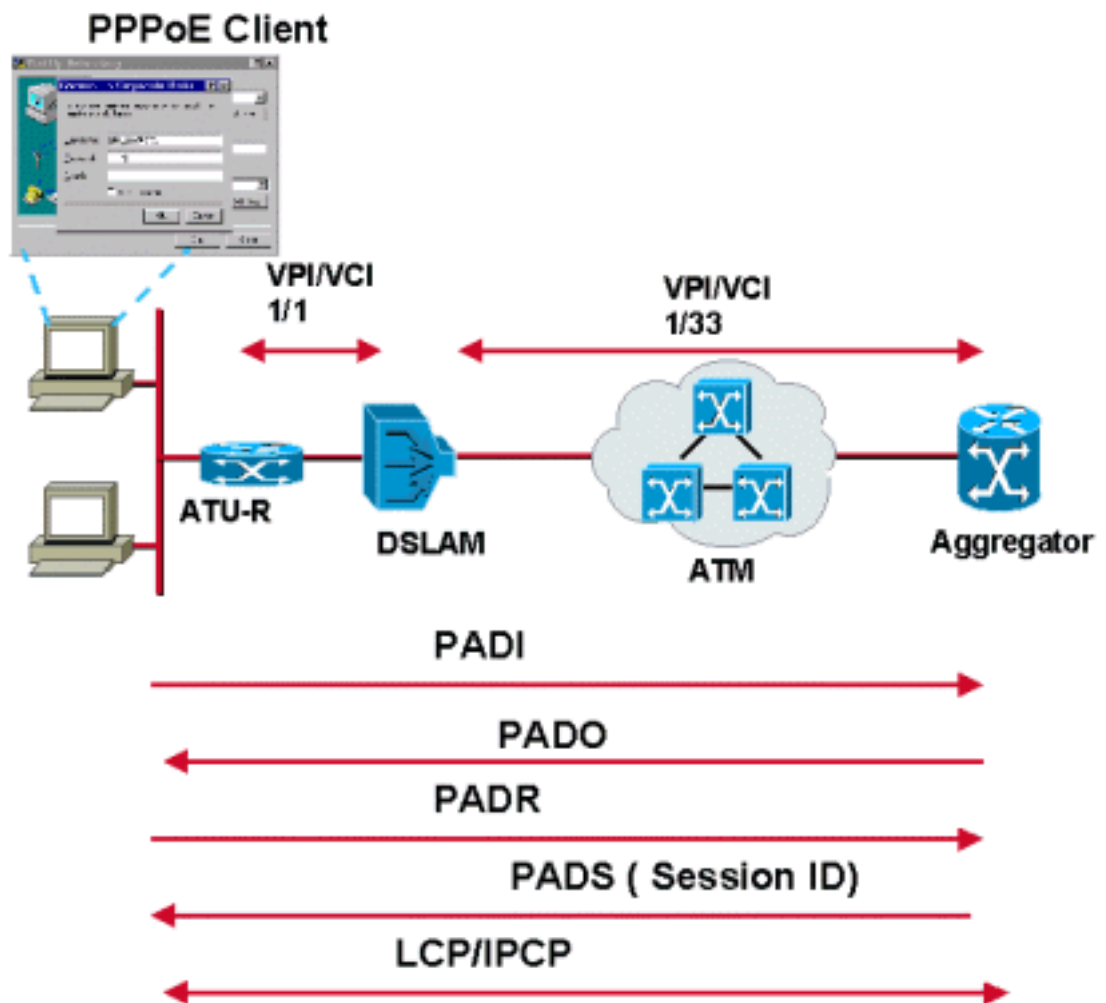 PPPoE Client
VPI/VCI
1/1
VPI/VCI
1/33
ATU-R
DSLAM
ATM
Aggregator
PADI
PADO
PADR
PADS ( Session ID)
LCP/IPCP